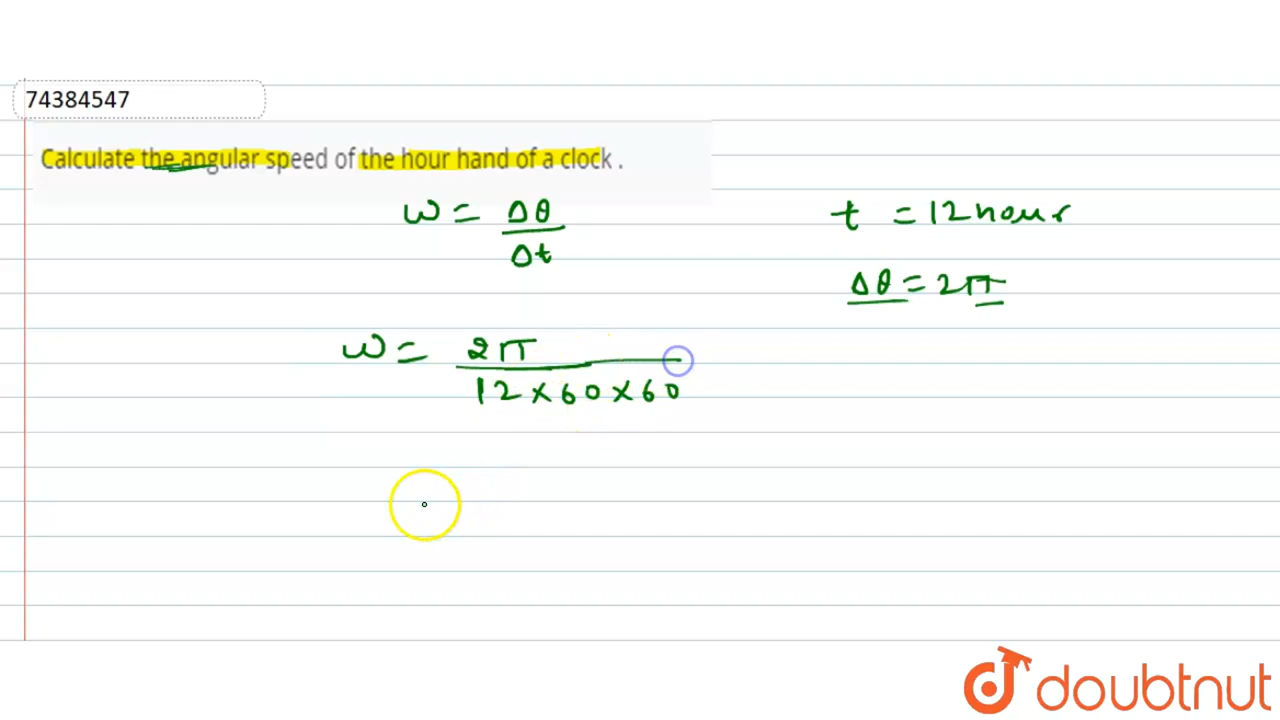 74384547
Calculate the angular speed of the hour hand of a clock .
ω = Δθ / Δt
t = 12 hour
Δθ = 2π
ω = 2π / 12 × 60 × 60
doubtnut